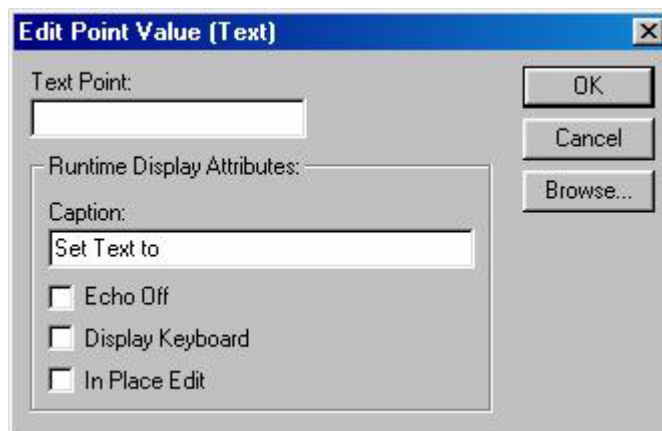 Edit Point Value (Text)
Text Point:
OK
Cancel
Browse...
Runtime Display Attributes:
Caption:
Set Text to
Echo Off
Display Keyboard
In Place Edit